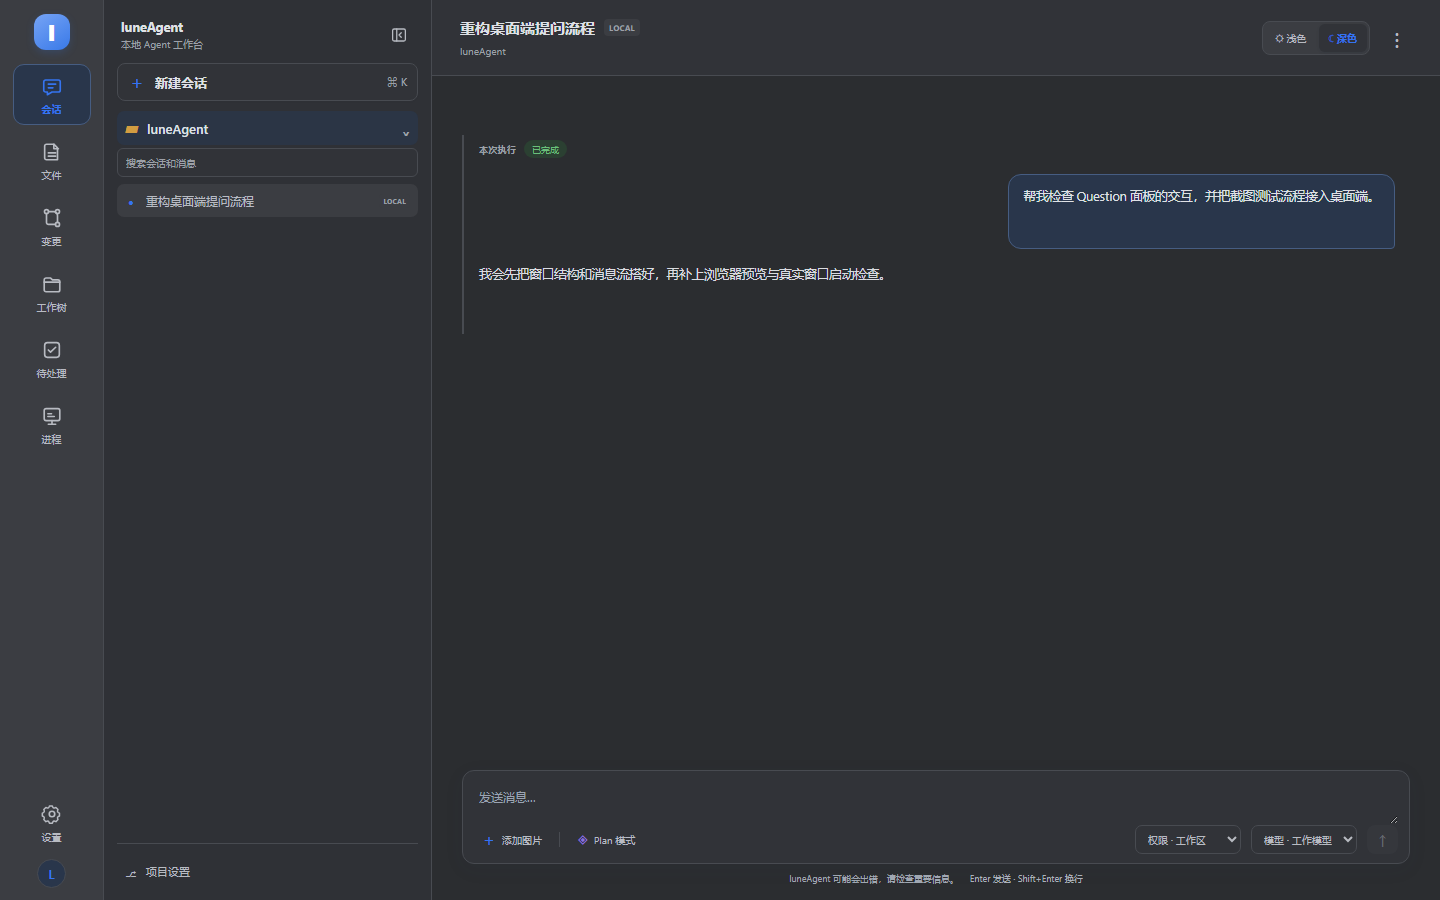 会话
文件
变更
工作树
待处理
进程
设置
L
luneAgent
本地 Agent 工作台
新建会话
⌘ K
luneAgent
搜索会话和消息
重构桌面端提问流程
LOCAL
项目设置
重构桌面端提问流程
LOCAL
luneAgent
浅色
深色
本次执行
已完成
帮我检查 Question 面板的交互，并把截图测试流程接入桌面端。
我会先把窗口结构和消息流搭好，再补上浏览器预览与真实窗口启动检查。
发送消息...
+ 添加图片
Plan 模式
权限 · 工作区
模型 · 工作模型
luneAgent 可能会出错，请检查重要信息。
Enter 发送 · Shift+Enter 换行